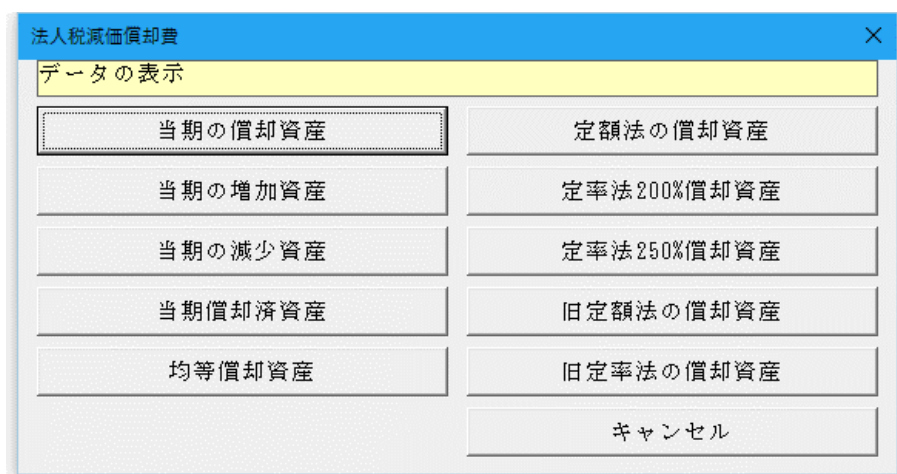 法人税減価償却費
データの表示
当期の償却資産
定額法の償却資産
当期の増加資産
定率法200%償却資産
当期の減少資産
定率法250%償却資産
当期償却済資産
旧定額法の償却資産
均等償却資産
旧定率法の償却資産
キャンセル